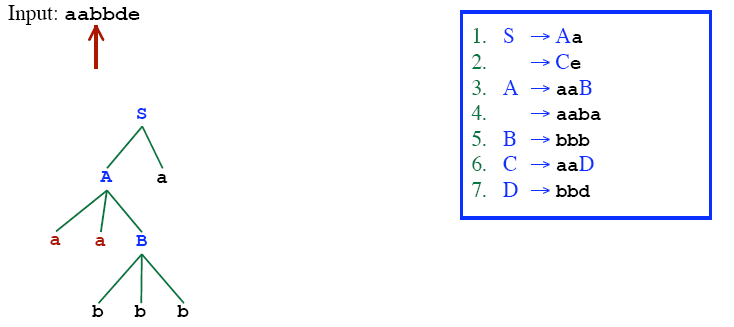 Input: aabbde
S
A a
a a B
b b b
1. S → Aa
2. → Ce
3. A → aaB
4. → aaba
5. B → bbb
6. C → aaD
7. D → bbd